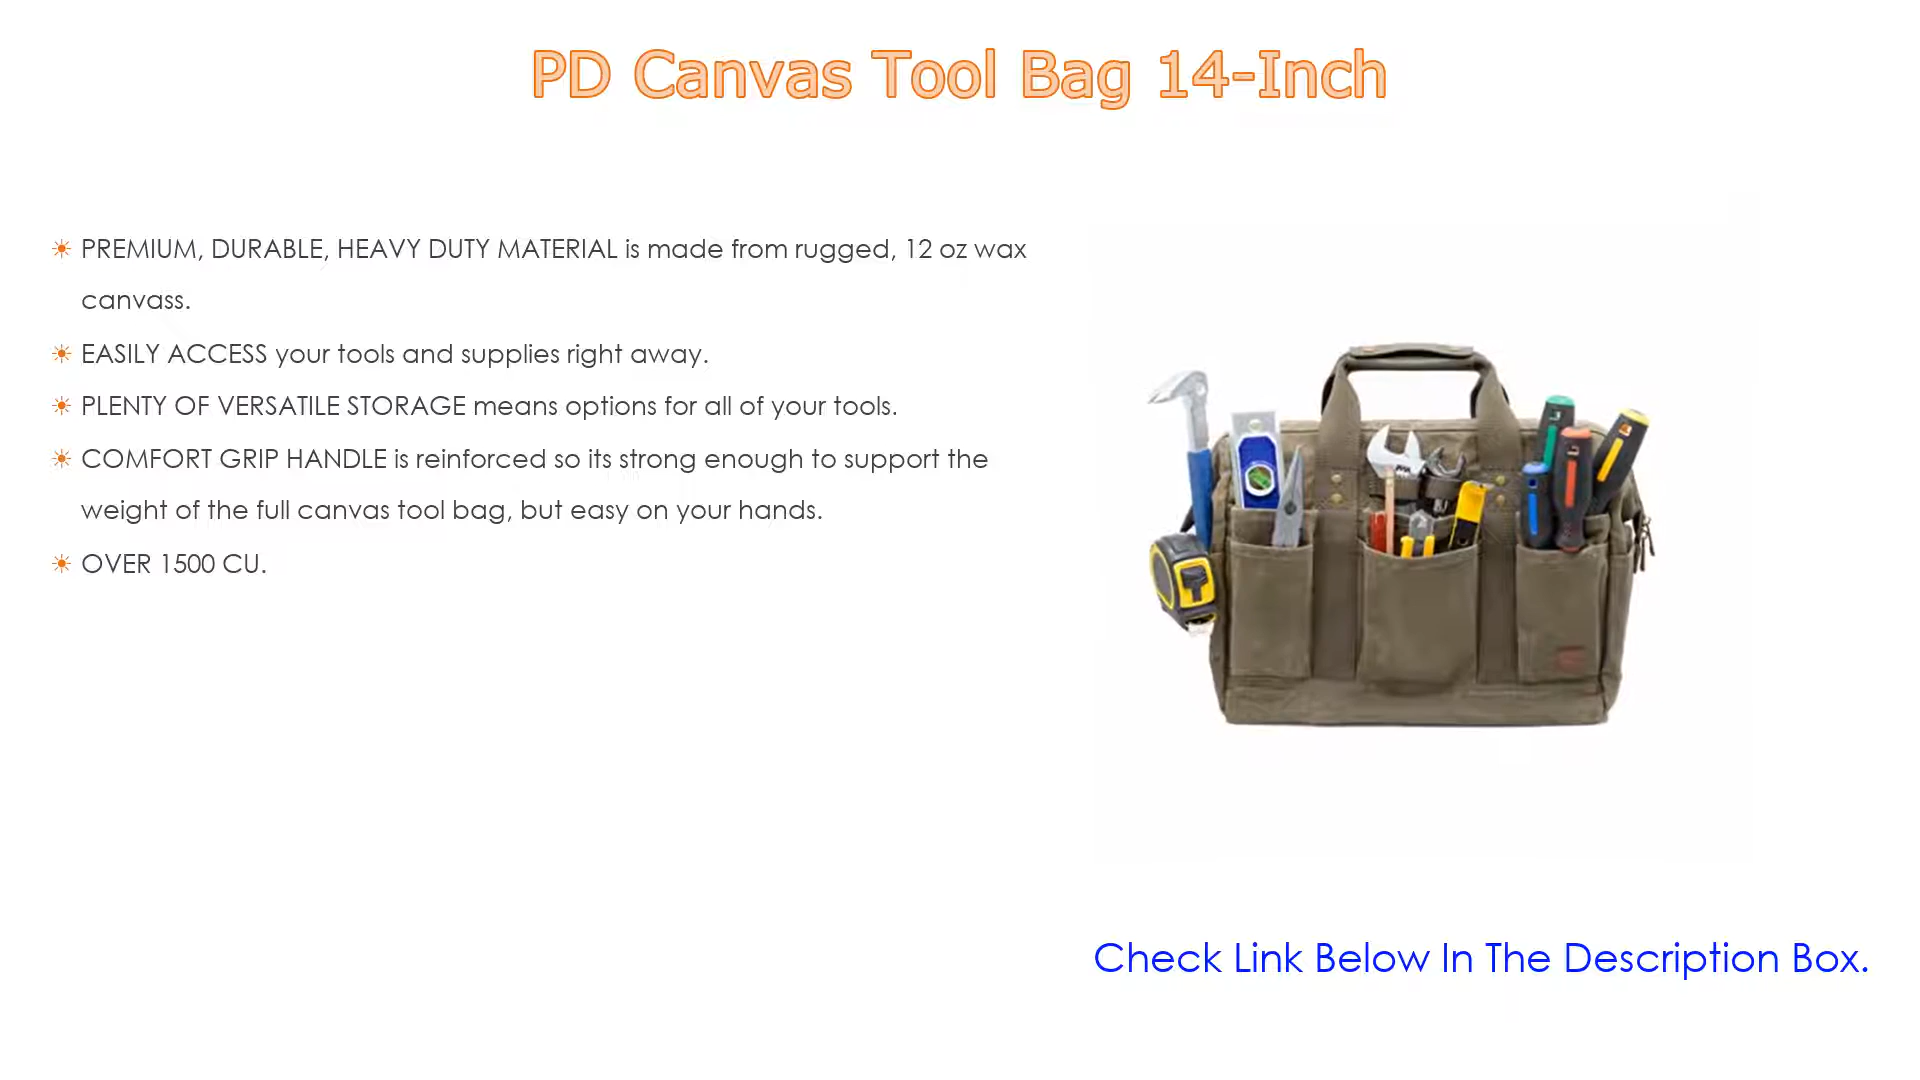 PD Canvas Tool Bag 14-Inch
PREMIUM, DURABLE, HEAVY DUTY MATERIAL is made from rugged, 12 oz wax
canvass.
EASILY ACCESS your tools and supplies right away.
PLENTY OF VERSATILE STORAGE means options for all of your tools.
COMFORT GRIP HANDLE is reinforced so its strong enough to support the
weight of the full canvas tool bag, but easy on your hands.
OVER 1500 CU.
Check Link Below In The Description Box.